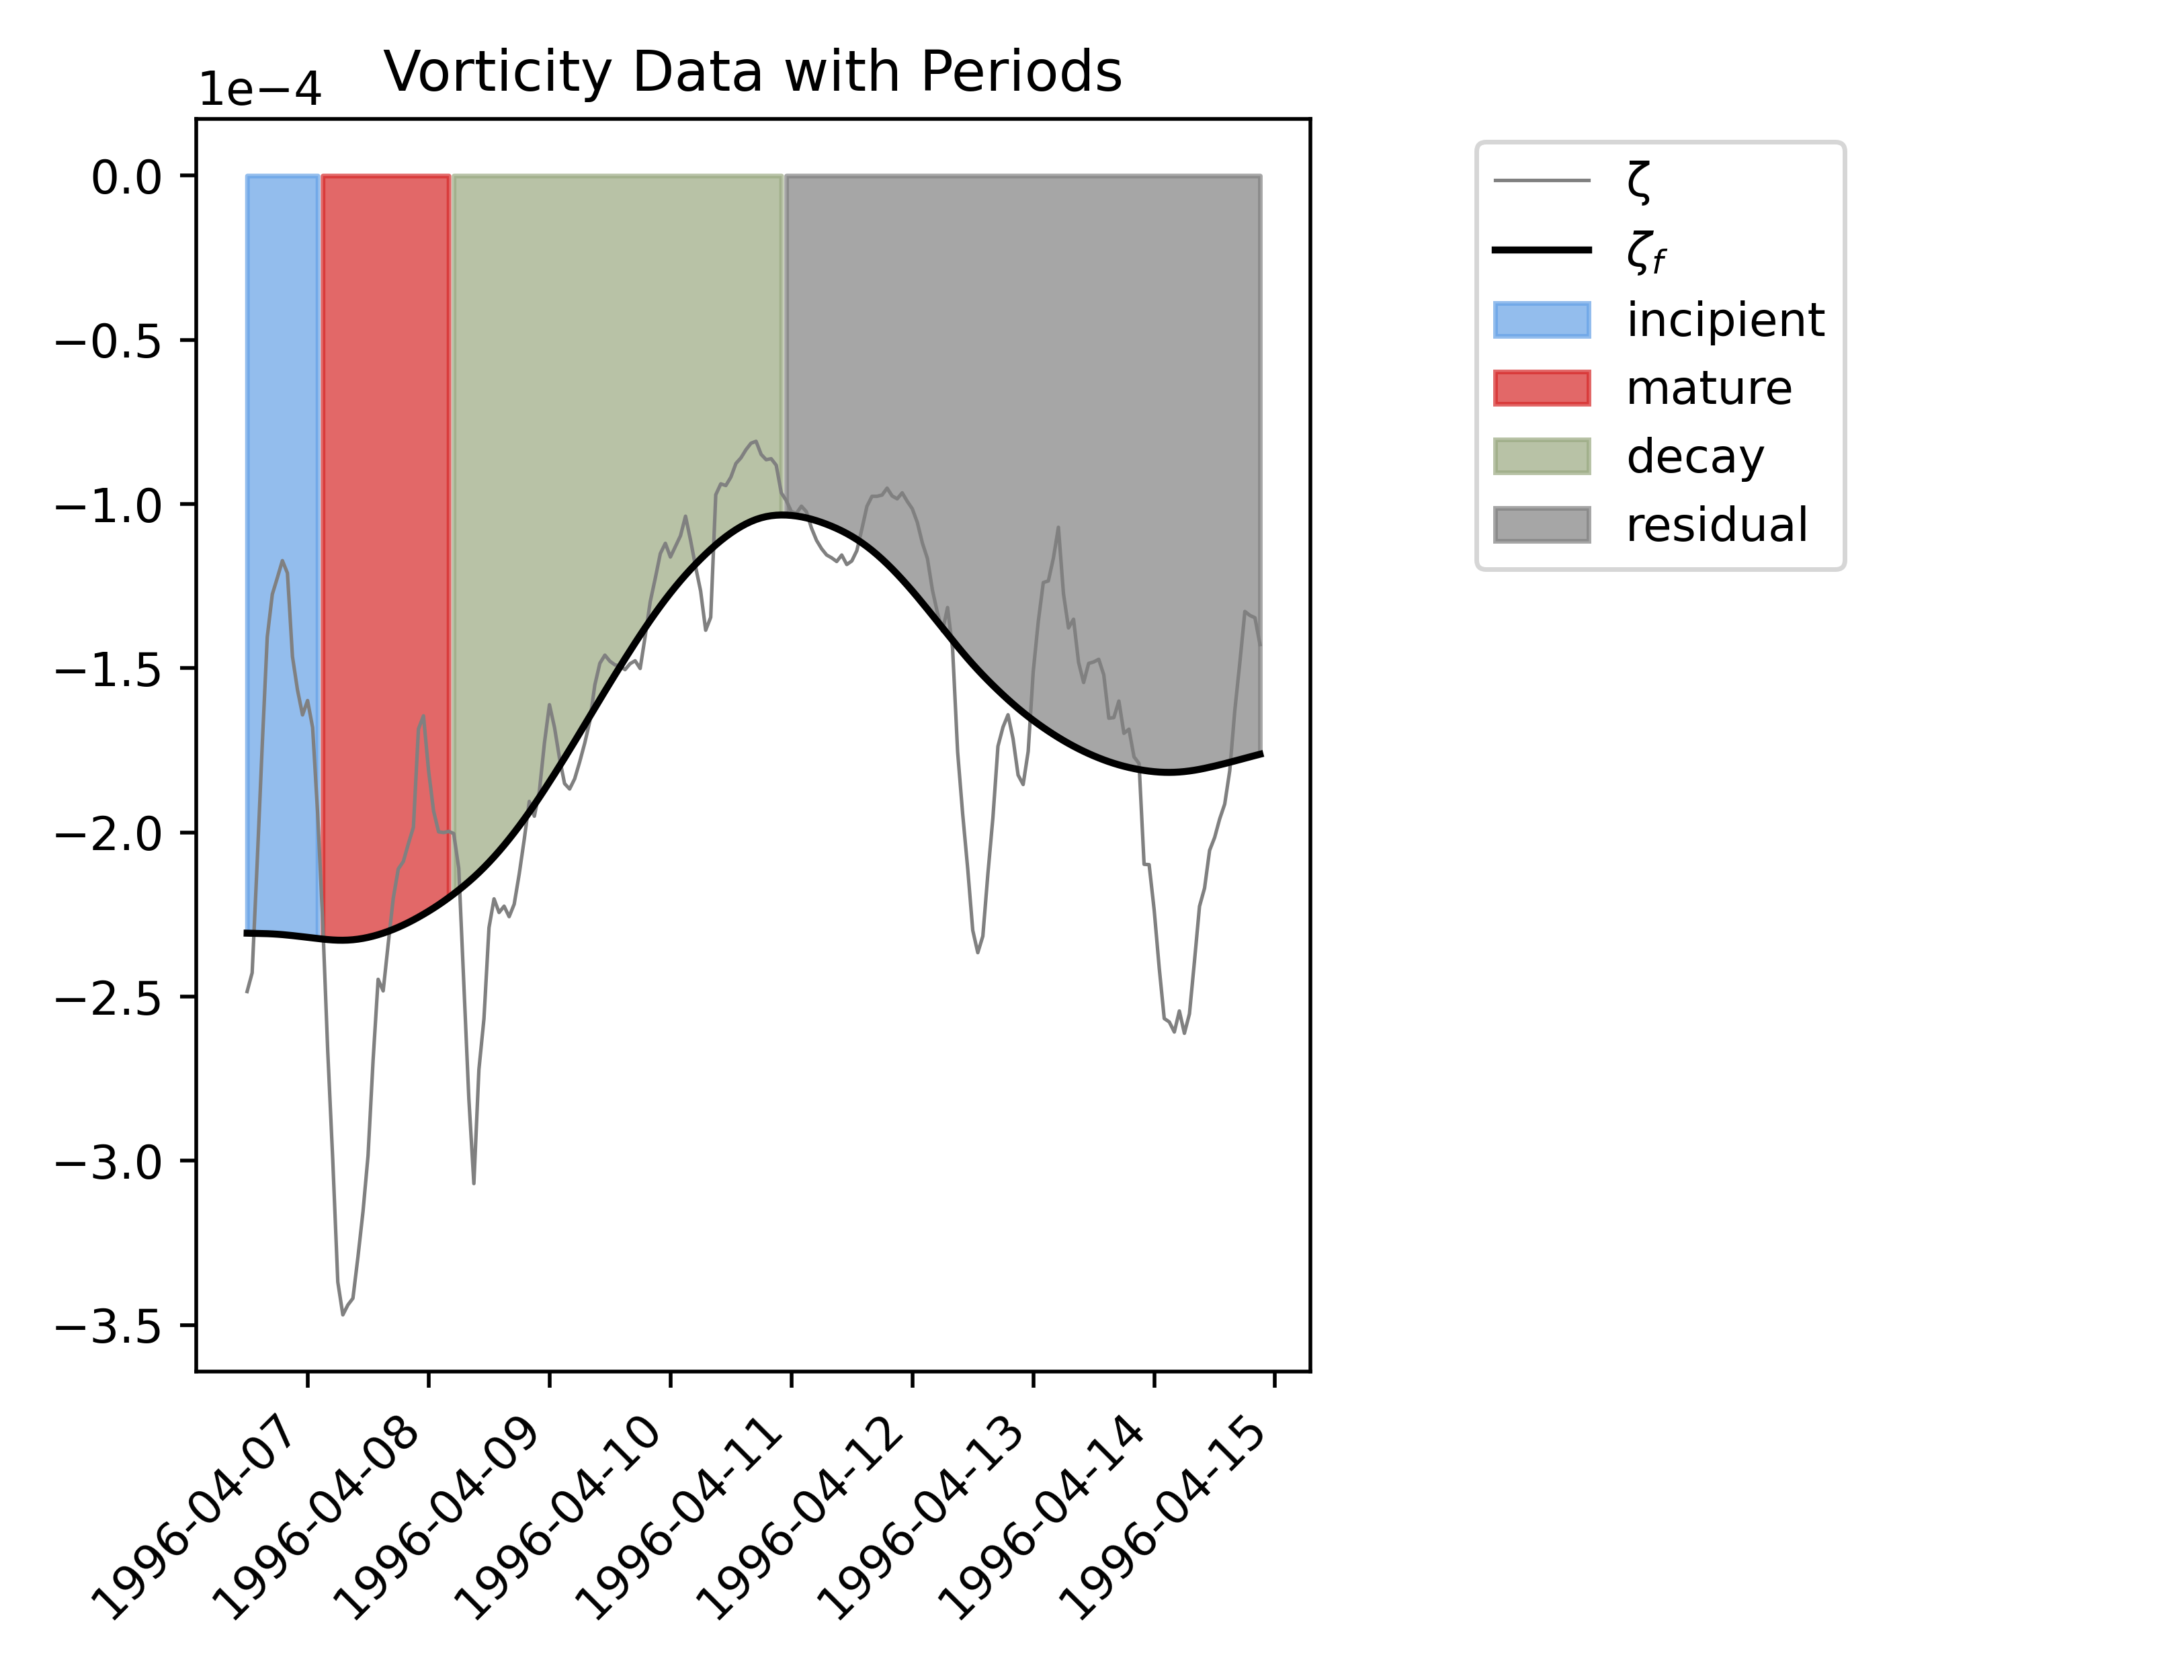 Vorticity Data with Periods
1e−4
0.0
−0.5
−1.0
−1.5
−2.0
−2.5
−3.0
−3.5
1996-04-07
1996-04-08
1996-04-09
1996-04-10
1996-04-11
1996-04-12
1996-04-13
1996-04-14
1996-04-15
ζ
ζf
incipient
mature
decay
residual